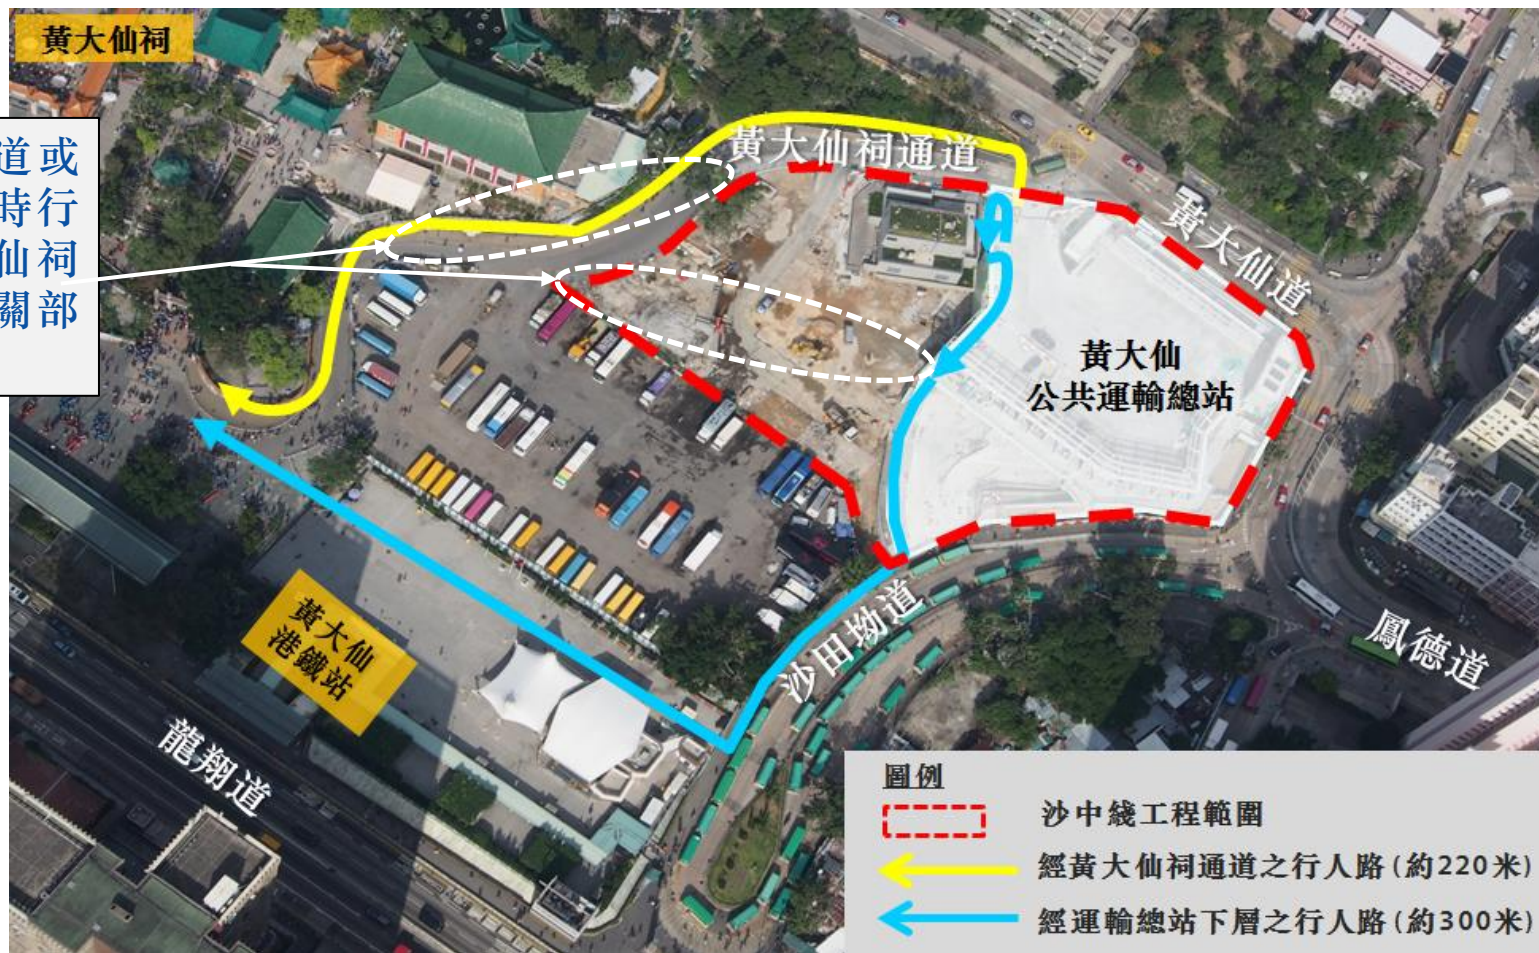 黃大仙祠
道或
時行
仙祠
關部
黃大仙祠通道
黃大仙道
黃大仙
公共運輸總站
沙田坳道
鳳德道
黃大仙
港鐵站
龍翔道
圖例
沙中綫工程範圍
經黃大仙祠通道之行人路(約220米)
經運輸總站下層之行人路(約300米)